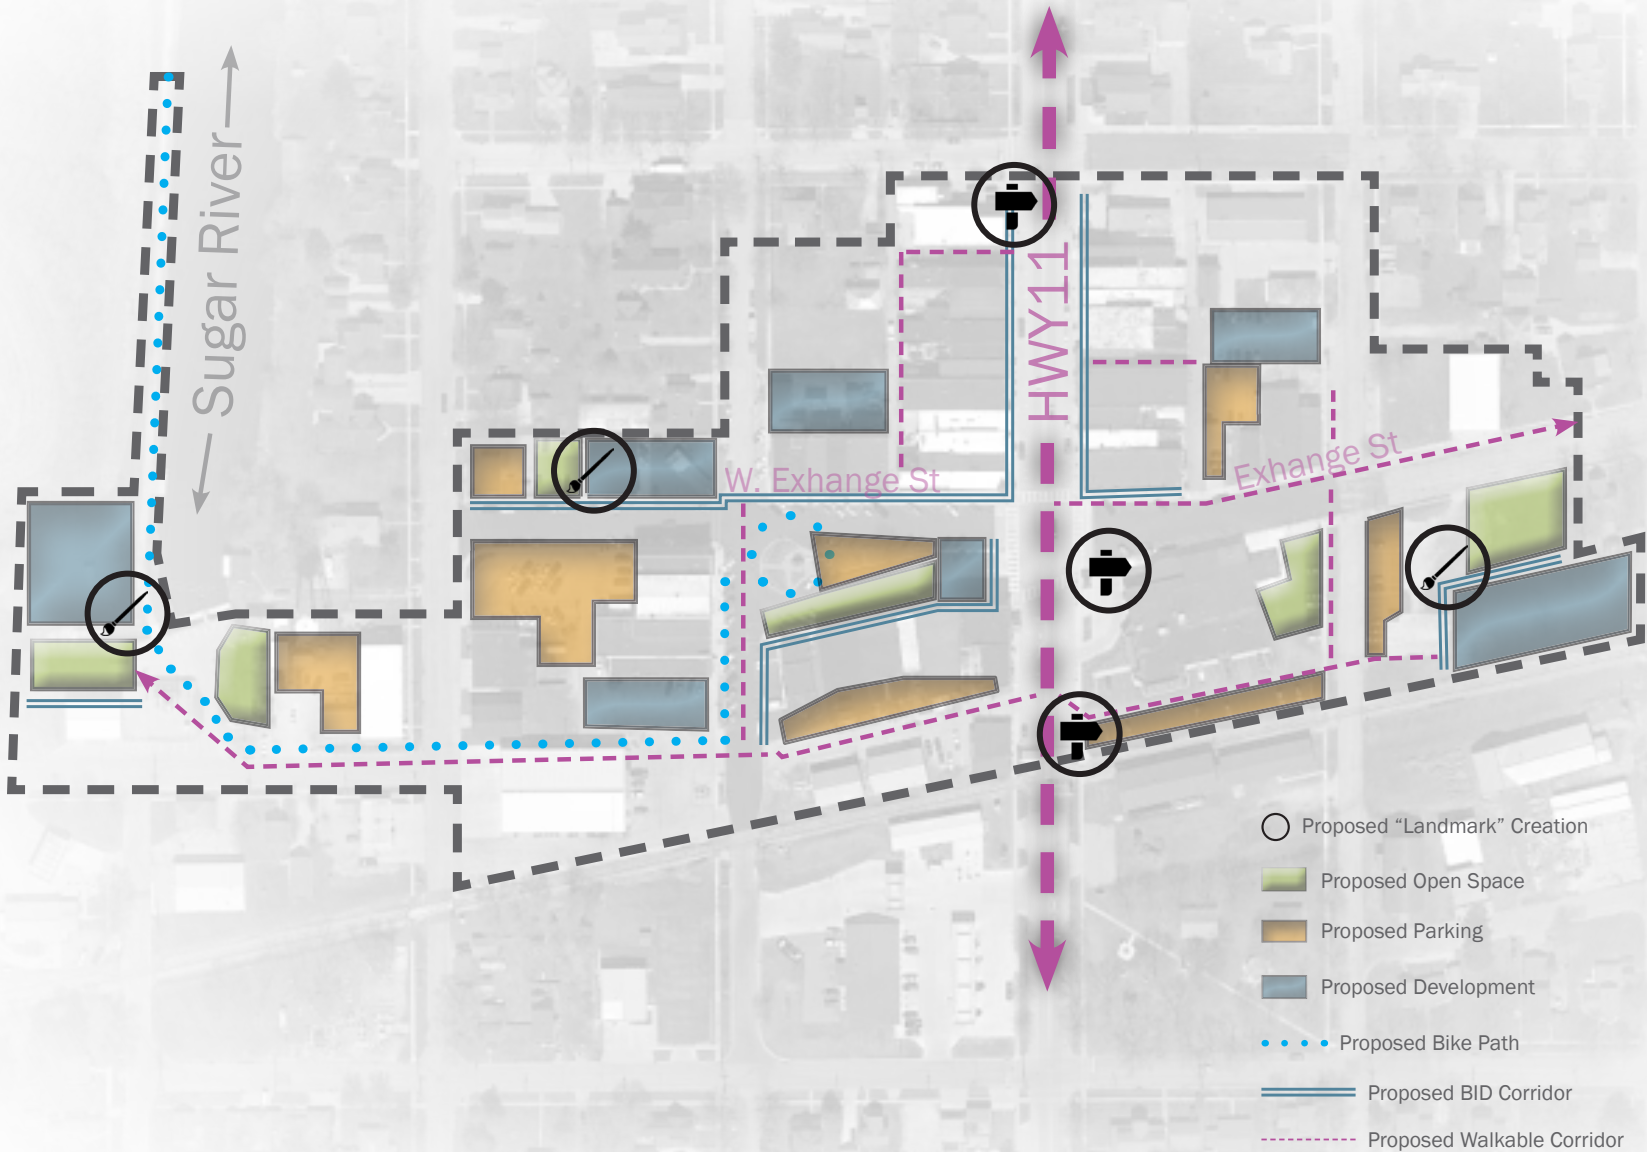 Sugar River
HWY11
W. Exhange St
Exhange St
Proposed “Landmark” Creation
Proposed Open Space
Proposed Parking
Proposed Development
Proposed Bike Path
Proposed BID Corridor
Proposed Walkable Corridor